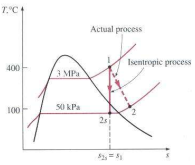 T, °C
Actual process
Isentropic process
400
3 MPa
1
50 kPa
100
2s
2
s
s₂ₛ = s₁